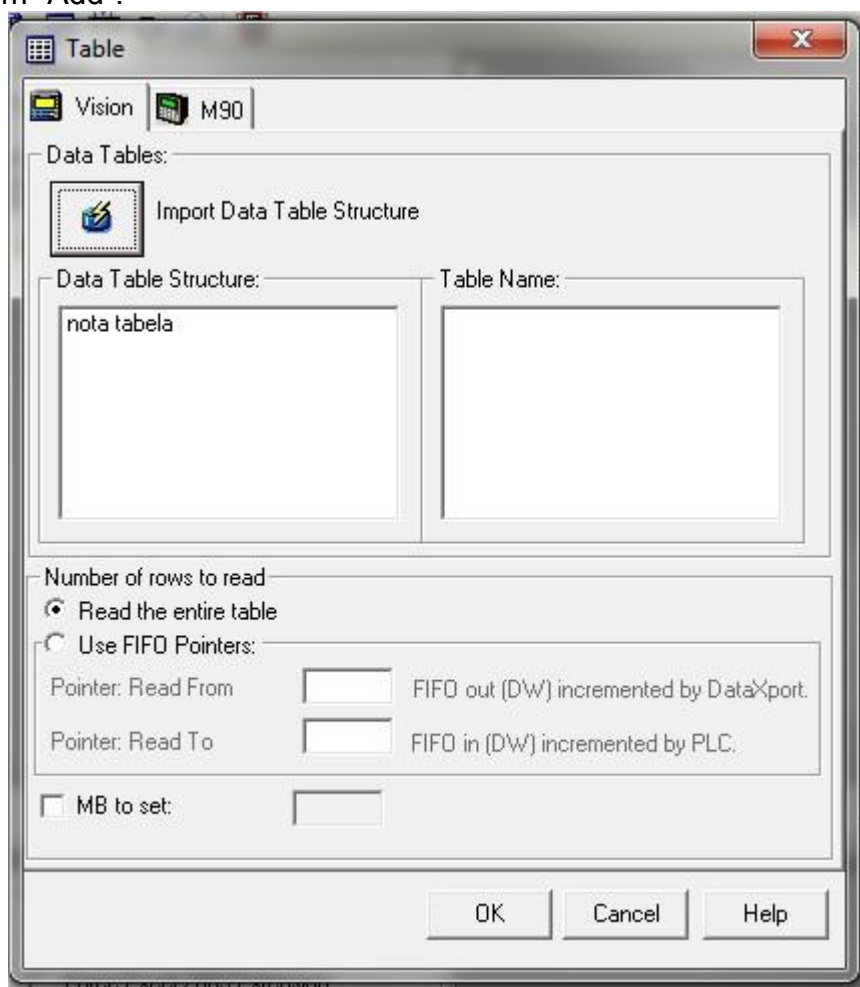 "Add".
Table
Vision M90
Data Tables:
Import Data Table Structure
Data Table Structure: Table Name:
nota tabela
Number of rows to read
Read the entire table
Use FIFO Pointers:
Pointer: Read From FIFO out (DW) incremented by DataXport.
Pointer: Read To FIFO in (DW) incremented by PLC.
MB to set:
OK Cancel Help